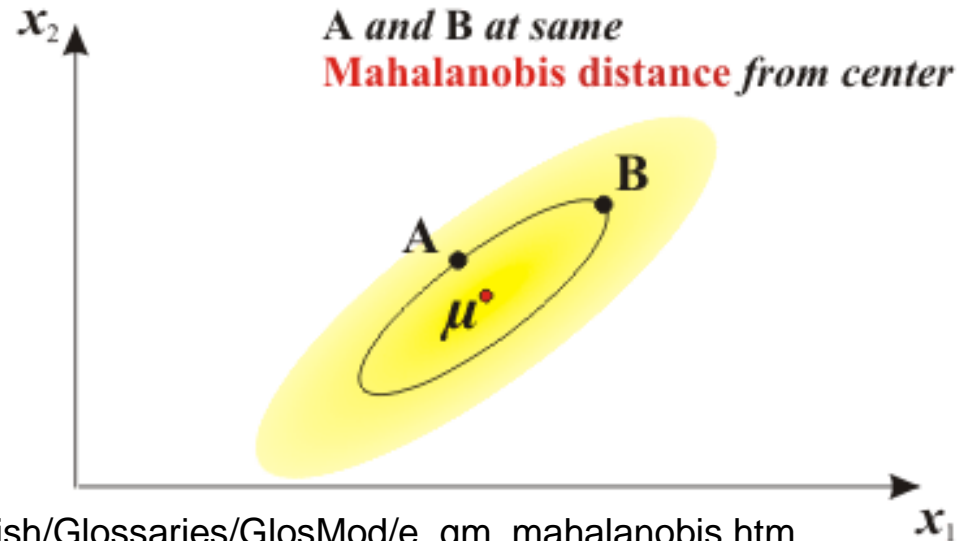 x₂
A and B at same
Mahalanobis distance from center
B
A
μ
x₁
ish/Glossaries/GlosMod/e_gm_mahalanobis.htm